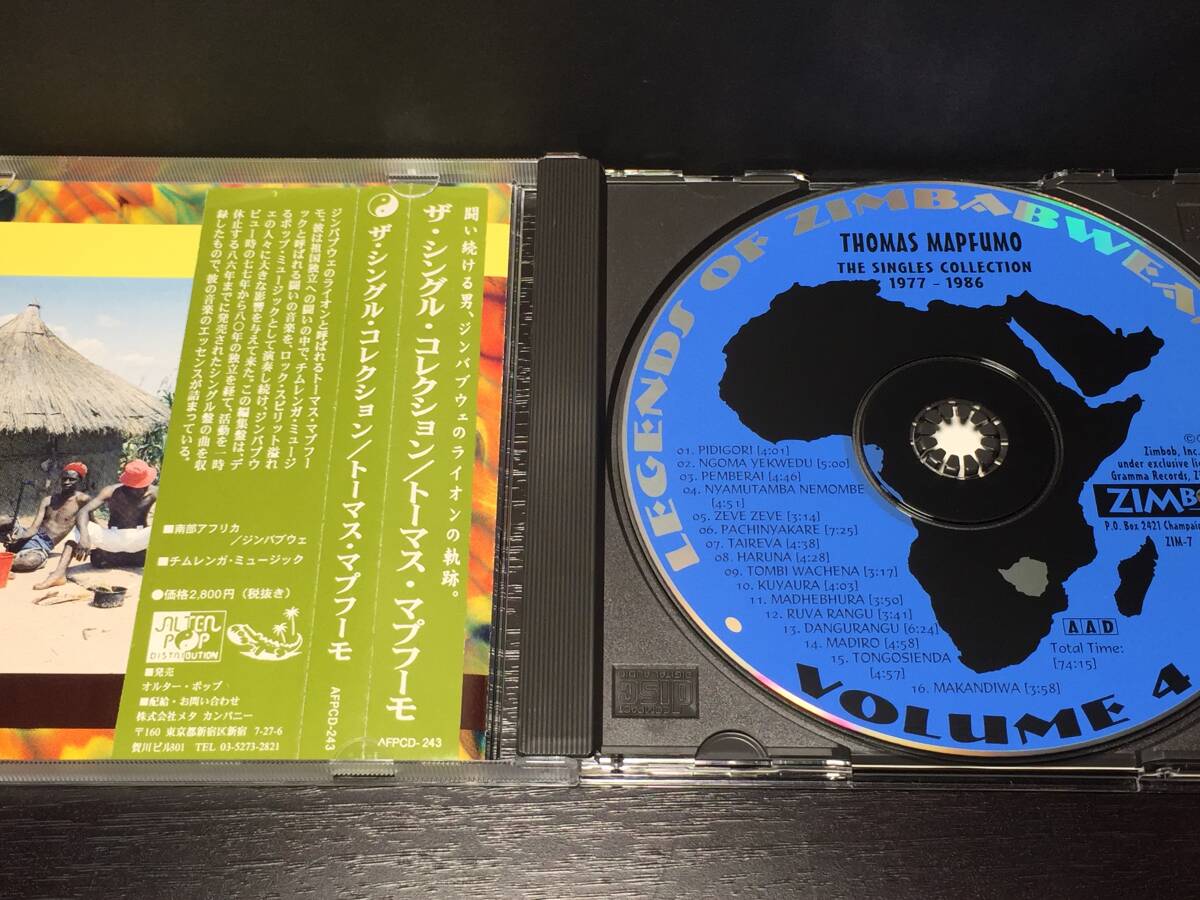 闘い続ける男、ジンバブウェのライオンの軌跡。
ザ・シングル・コレクション/トーマス・マプフーモ
AFPCD-243
ザ・シングル・コレクション/トーマス・マプフーモ
AFPCD-243
ジンバブウェのライオンと呼ばれるトーマス・マプフー
モ、彼は祖国独立への闘いの中で、チムレンガ・ミュージ
ックと呼ばれる闘いの音楽を、ロック・スピリット溢れ
るポップ・ミュージックとして演奏し続け、ジンバブウ
ェの人々に大きな影響を与えて来た。この編集盤は、デ
ビュー時の七七年から八〇年の独立を経て、活動を一時
休止する八六年までに発売されたシングル盤の曲を収
録したもので、彼の音楽のエッセンスが詰まっている。
■南部アフリカ
/ジンバブウェ
■チムレンガ・ミュージック
●価格2,800円(税抜き)
ALTER
POP
DISTRIBUTION
■発売
オルター・ポップ
■配給・お問い合わせ
株式会社メタ カンパニー
〒160 東京都新宿区新宿 7-27-6
賀川ビル301 TEL 03-5273-2821
COMPACT
DISC
DIGITAL AUDIO
LEGENDS OF ZIMBABWEA
THOMAS MAPFUMO
THE SINGLES COLLECTION
1977 - 1986
01. PIDIGORI [4:01]
02. NGOMA YEKWEDU [5:00]
03. PEMBERAI [4:46]
04. NYAMUTAMBA NEMOMBE
[4:51]
05. ZEVE ZEVE [3:14]
06. PACHINYAKARE [7:25]
07. TAIREVA [4:38]
08. HARUNA [4:28]
09. TOMBI WACHENA [3:17]
10. KUYAURA [4:03]
11. MADHEBHURA [3:50]
12. RUVA RANGU [3:41]
13. DANGURANGU [6:24]
14. MADIRO [4:58]
15. TONGOSIENDA
[4:57]
16. MAKANDIWA [3:58]
Zimbob, Inc.
under exclusive li
Gramma Records, Z
ZIMBO
P.O. Box 2421 Champai
ZIM-7
AAD
Total Time:
[74:15]
VOLUME 4